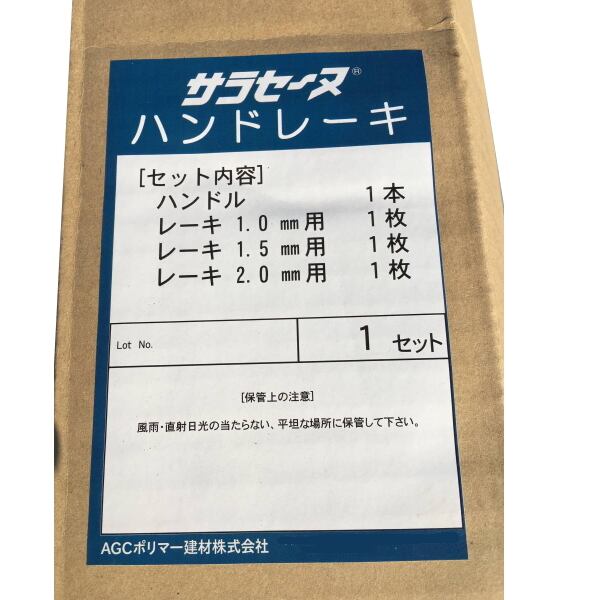 サラセーヌ®
ハンドレーキ
[セット内容]
ハンドル 1本
レーキ 1.0 mm用 1枚
レーキ 1.5 mm用 1枚
レーキ 2.0 mm用 1枚
Lot No. 1 セット
[保管上の注意]
風雨・直射日光の当たらない、平坦な場所に保管して下さい。
AGCポリマー建材株式会社